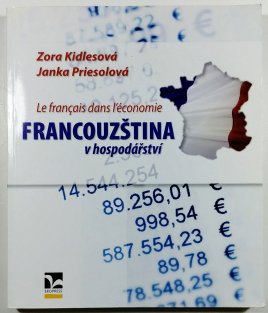 Zora Kidlesová
Janka Priesolová
Le français dans l'économie
FRANCOUZŠTINA
v hospodářství
14.544.254
89.256,01 €
998,54 €
587.554,23 €
89,78 €
78.548,25 €
EKOPRESS